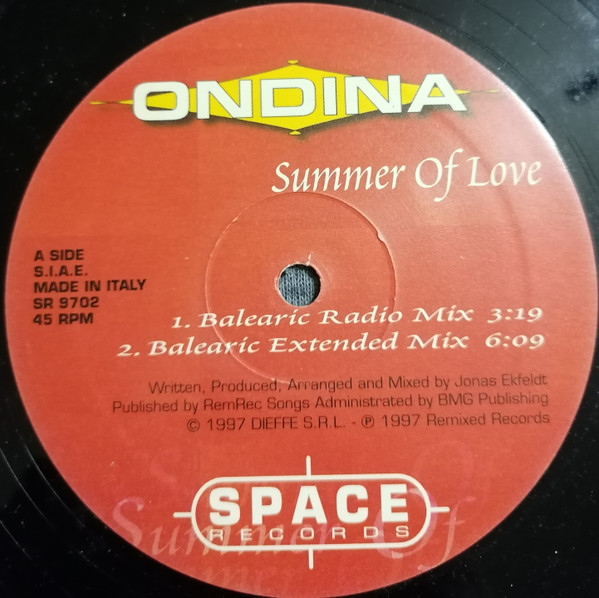 ONDINA
Summer Of Love
A SIDE
S.I.A.E.
MADE IN ITALY
SR 9702
45 RPM
1. Balearic Radio Mix 3:19
2. Balearic Extended Mix 6:09
Written, Produced, Arranged and Mixed by Jonas Ekfeldt
Published by RemRec Songs Administrated by BMG Publishing
© 1997 DIEFFE S.R.L. - ℗ 1997 Remixed Records
SPACE
RECORDS
Summer Of